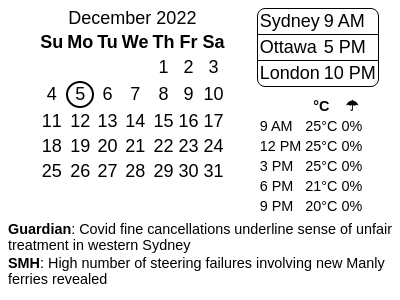 December 2022
Su Mo Tu We Th Fr Sa
1 2 3
4 5 6 7 8 9 10
11 12 13 14 15 16 17
18 19 20 21 22 23 24
25 26 27 28 29 30 31
Sydney 9 AM
Ottawa 5 PM
London 10 PM
°C ☂
9 AM 25°C 0%
12 PM 25°C 0%
3 PM 25°C 0%
6 PM 21°C 0%
9 PM 20°C 0%
Guardian: Covid fine cancellations underline sense of unfair
treatment in western Sydney
SMH: High number of steering failures involving new Manly
ferries revealed